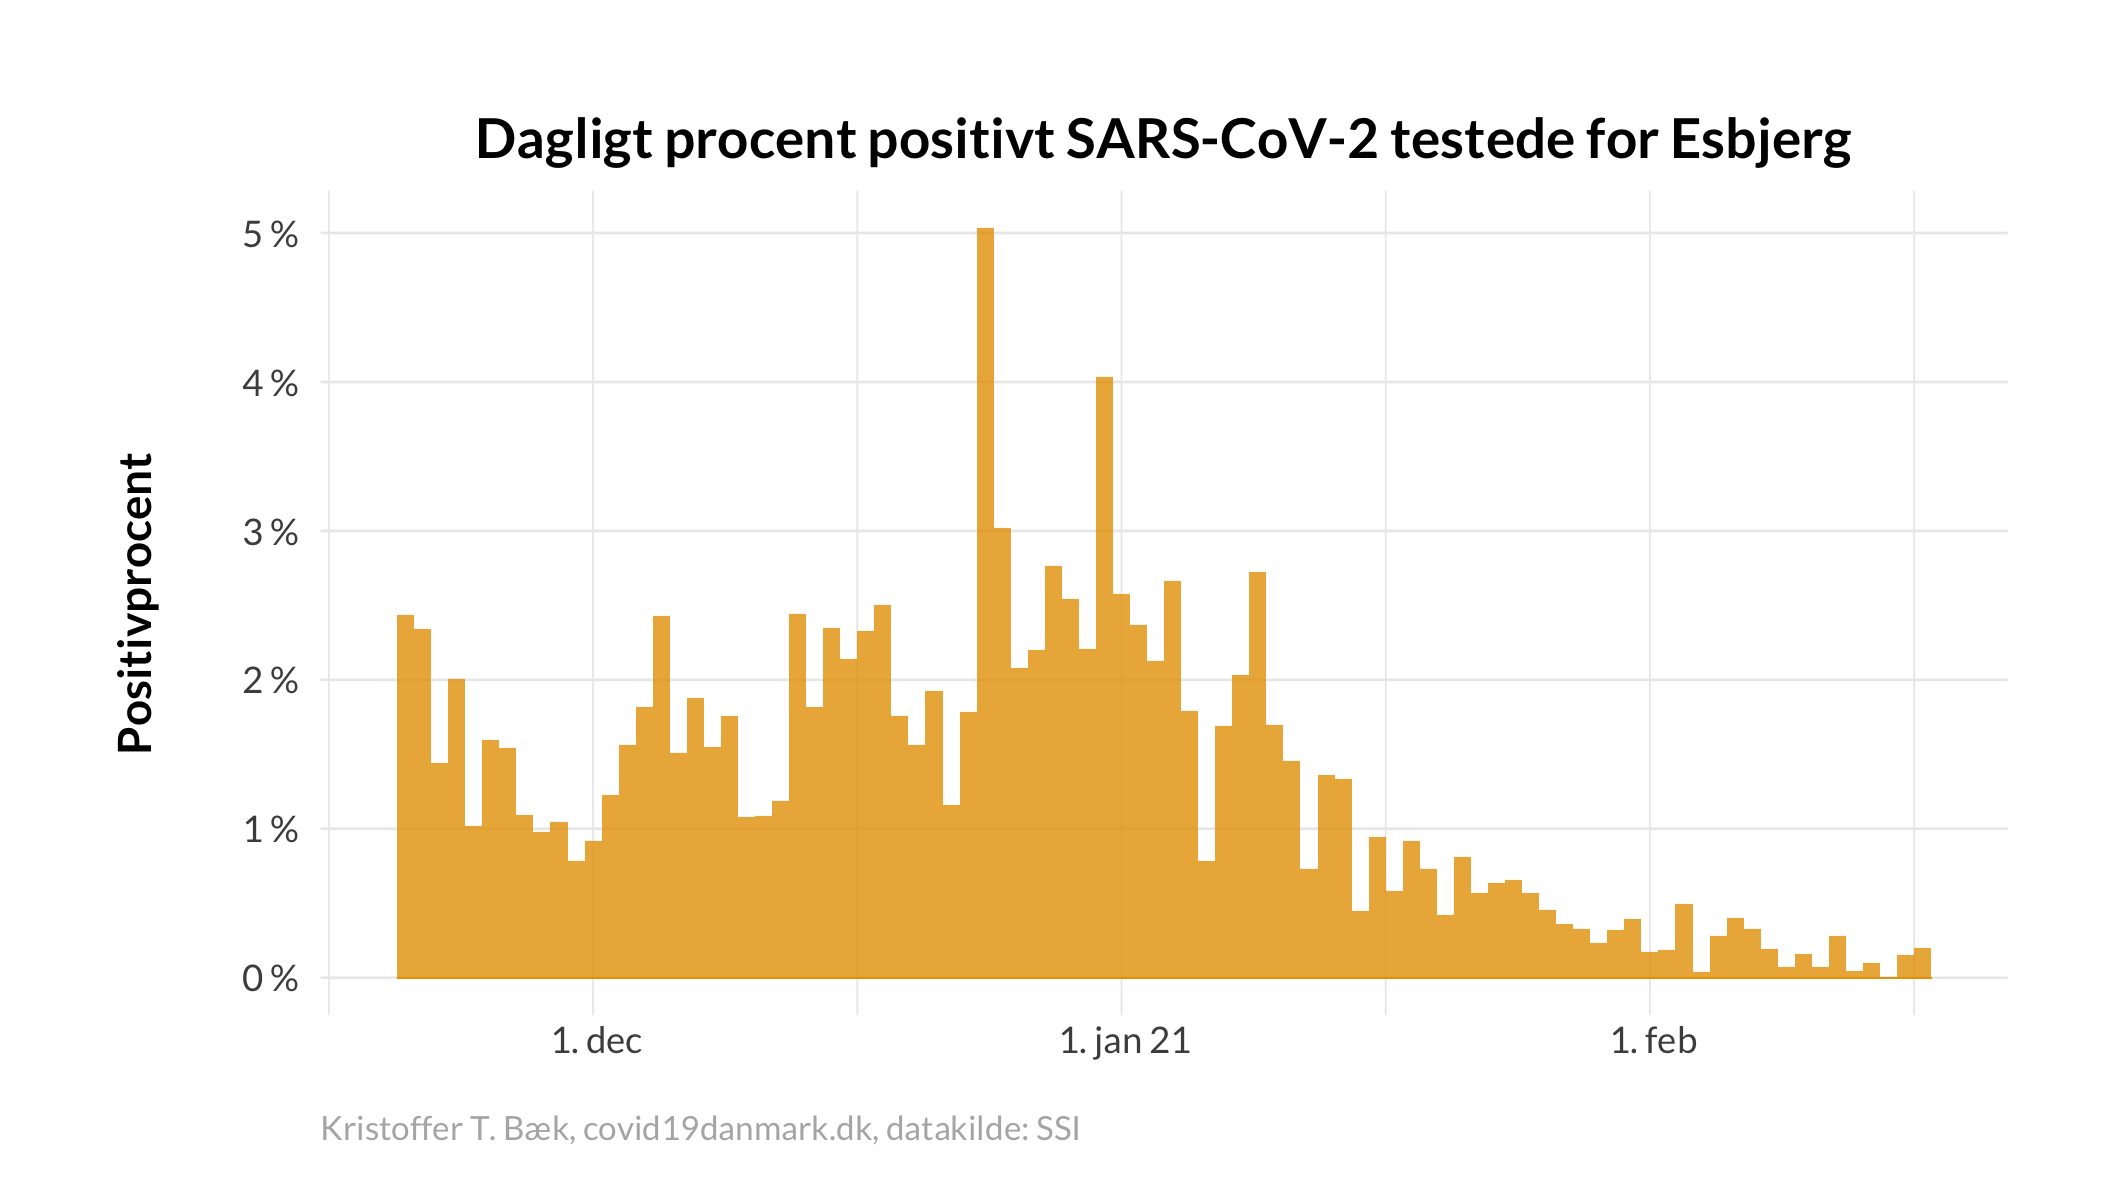 Dagligt procent positivt SARS-CoV-2 testede for Esbjerg
Positivprocent
5 %
4 %
3 %
2 %
1 %
0 %
1. dec
1. jan 21
1. feb
Kristoffer T. Bæk, covid19danmark.dk, datakilde: SSI